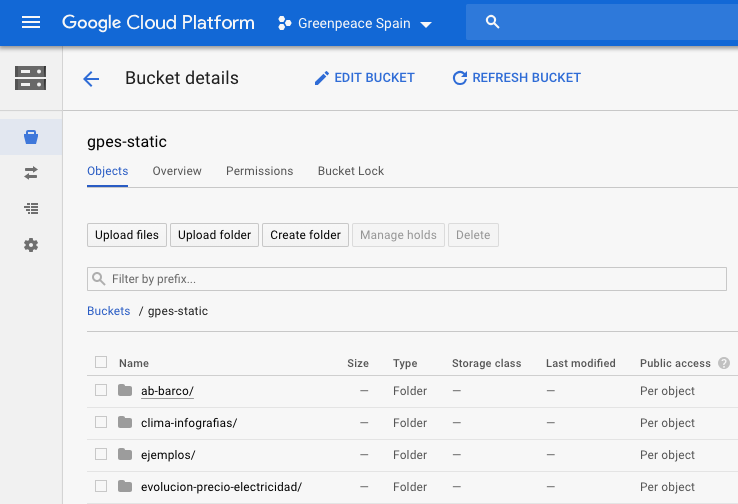 Google Cloud Platform Greenpeace Spain
Bucket details EDIT BUCKET REFRESH BUCKET
gpes-static
Objects Overview Permissions Bucket Lock
Upload files Upload folder Create folder Manage holds Delete
Filter by prefix...
Buckets / gpes-static
Name Size Type Storage class Last modified Public access ?
ab-barco/ — Folder — — Per object
clima-infografias/ — Folder — — Per object
ejemplos/ — Folder — — Per object
evolucion-precio-electricidad/ — Folder — — Per object